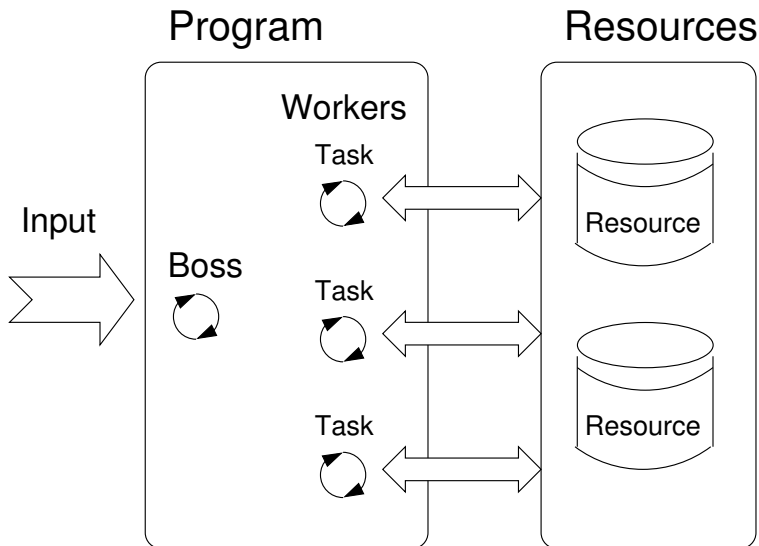 Program
Resources
Workers
Task
Input
Resource
Boss
Task
Task
Resource